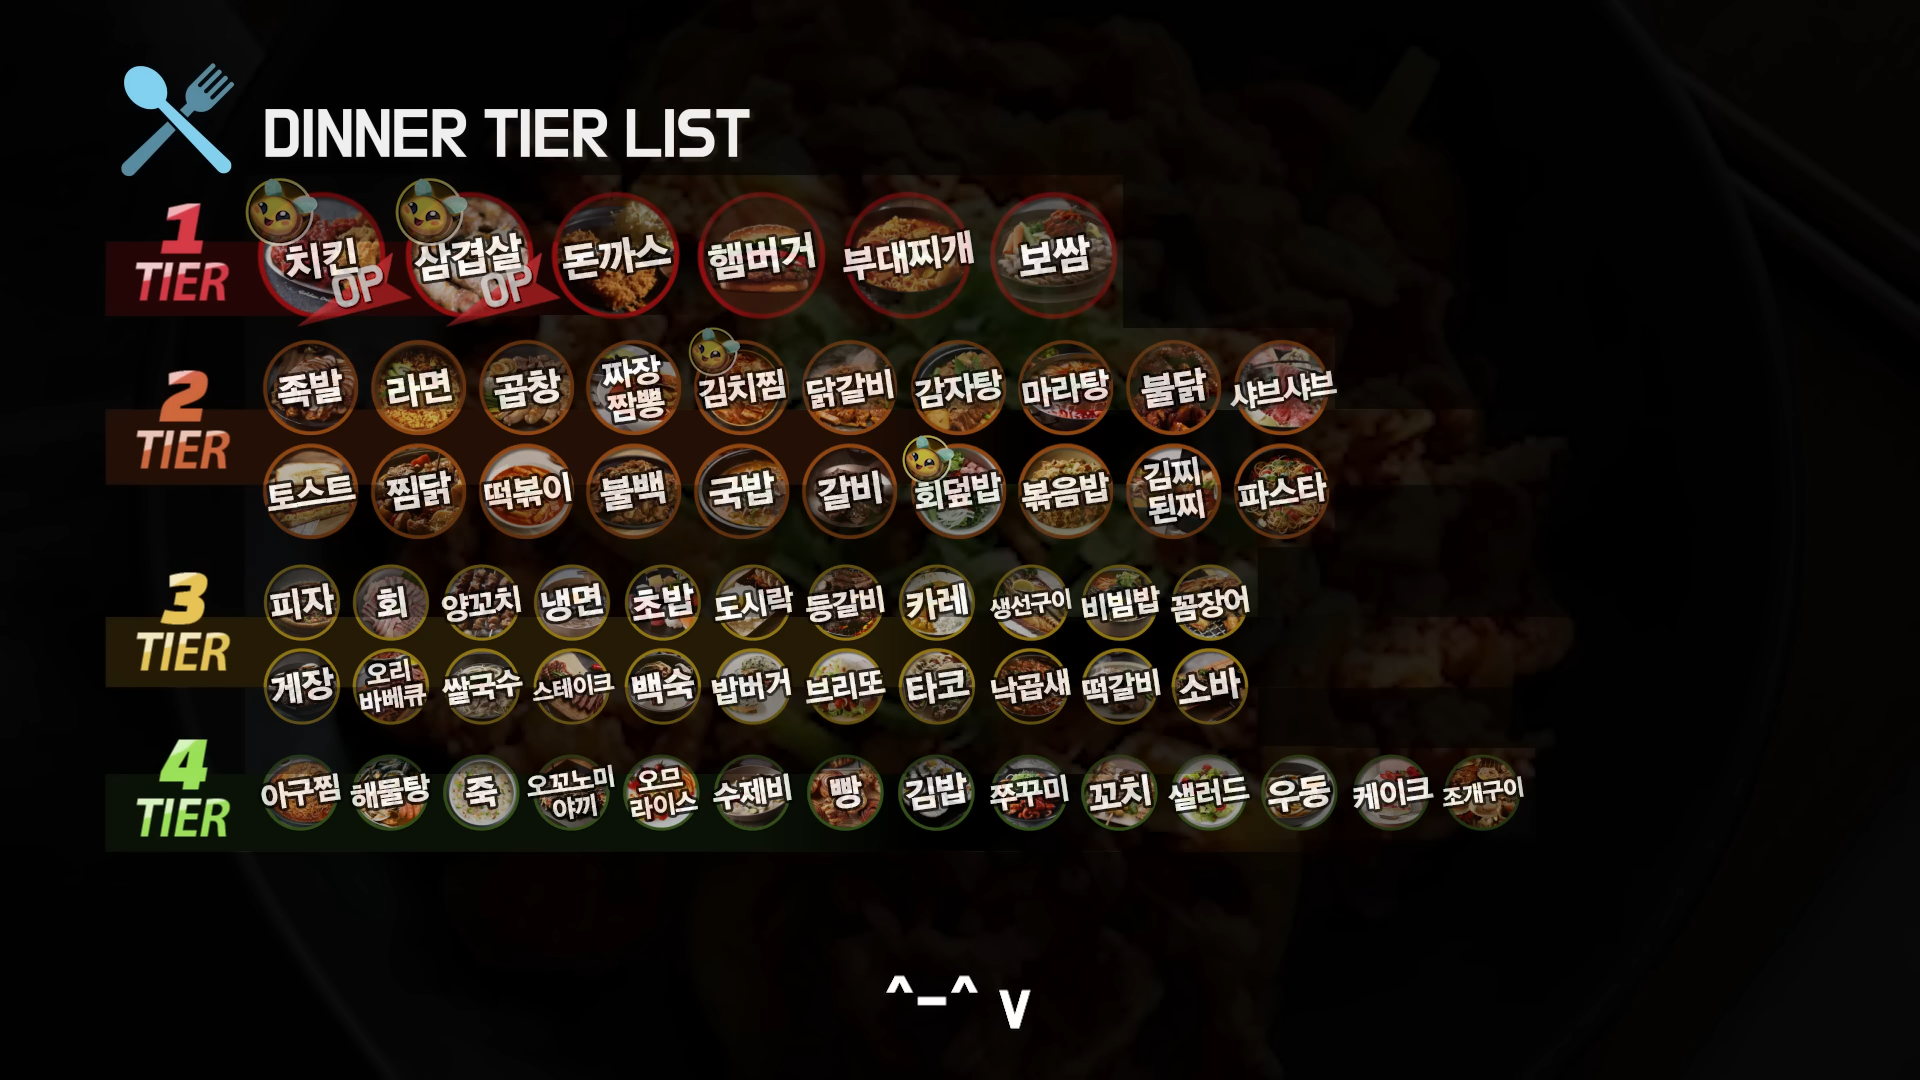 DINNER TIER LIST
1
TIER
치킨 OP 삼겹살 OP 돈까스 햄버거 부대찌개 보쌈
2
TIER
족발 라면 곱창 짜장 짬뽕 김치찜 닭갈비 감자탕 마라탕 불닭 샤브샤브
토스트 찜닭 떡볶이 불백 국밥 갈비 회덮밥 볶음밥 김찌 된찌 파스타
3
TIER
피자 회 양꼬치 냉면 초밥 도시락 등갈비 카레 생선구이 비빔밥 꼼장어
게장 오리 바베큐 쌀국수 스테이크 백숙 밥버거 브리또 타코 낙곱새 떡갈비 소바
4
TIER
아구찜 해물탕 죽 오꼬노미 야끼 오므 라이스 수제비 빵 김밥 쭈꾸미 꼬치 샐러드 우동 케이크 조개구이
^-^ v